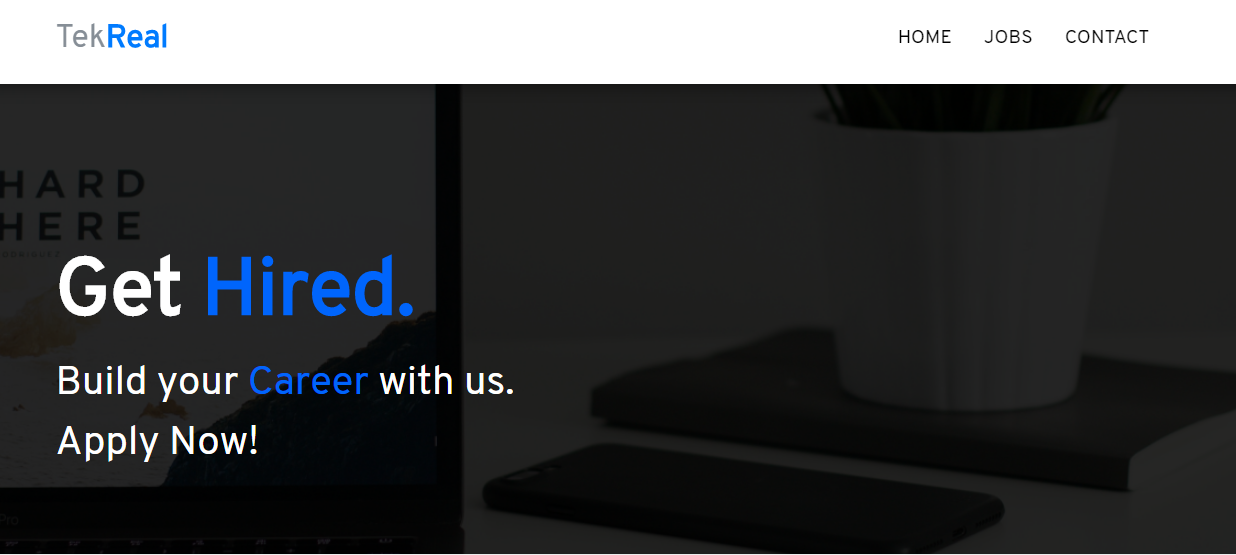 TekReal
HOME JOBS CONTACT
HARD
HERE
Get Hired.
Build your Career with us.
Apply Now!
Pro